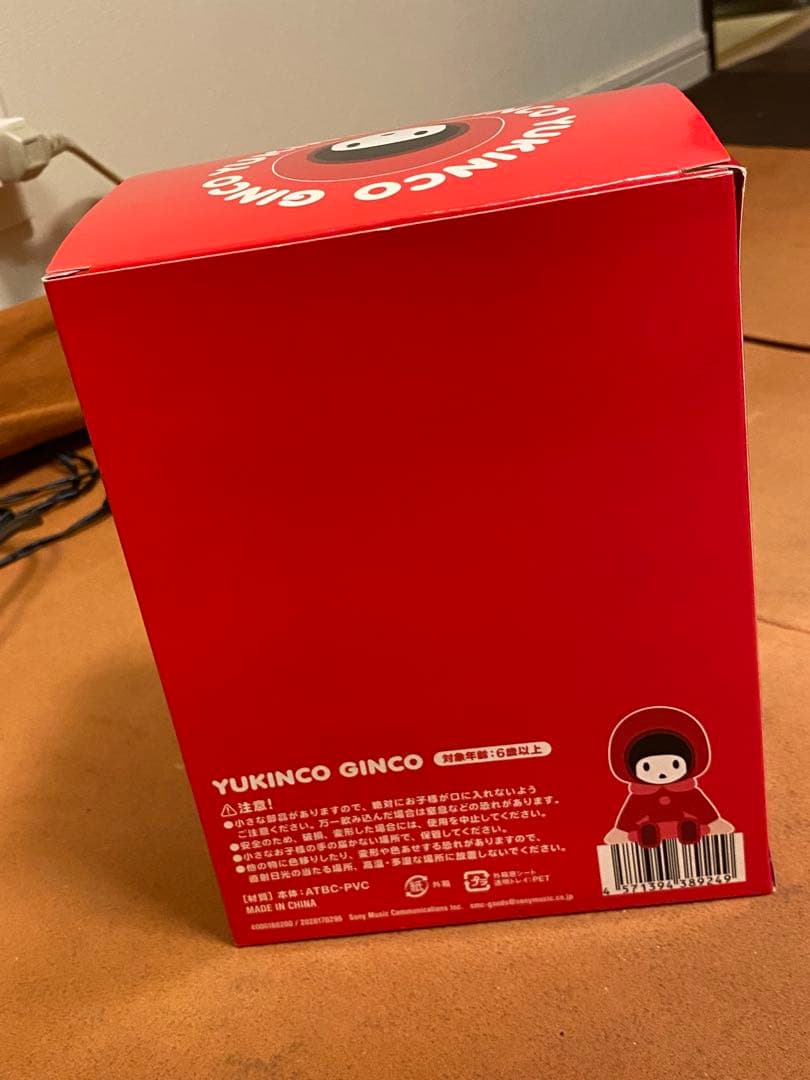 YUKINCO GINCO
YUKINCO GINCO 対象年齢:6歳以上
⚠注意!
●小さな部品がありますので、絶対にお子様が口に入れないよう
ご注意ください。万一飲み込んだ場合は窒息などの恐れがあります。
●安全のため、破損、変形した場合には、使用を中止してください。
●小さなお子様の手の届かない場所で、保管してください。
●他の物に色移りしたり、変形や色あせする恐れがありますので、
直射日光の当たる場所、高温・多湿な場所に放置しないでください。
[材質] 本体:ATBC-PVC
MADE IN CHINA
紙 外箱
プラ 外箱窓シート
透明トレイ:PET
Sony Music Communications Inc. smc-goods@sonymusic.co.jp
4571394389249